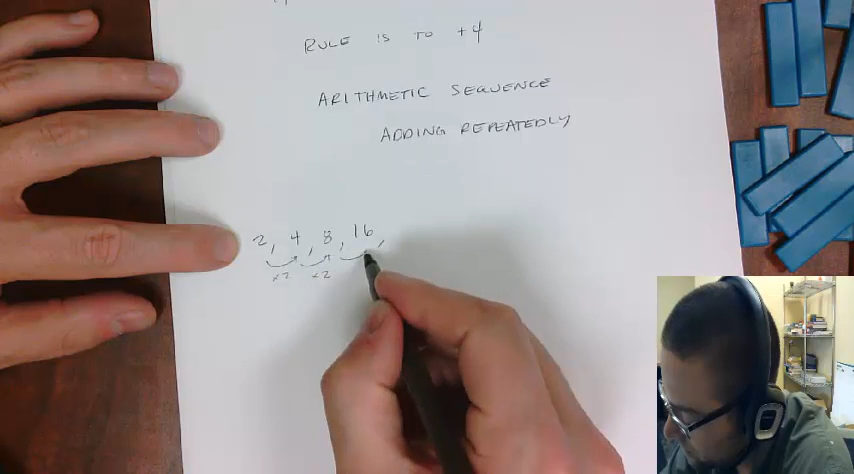 RULE IS TO +4
ARITHMETIC SEQUENCE
ADDING REPEATEDLY
2, 4, 8, 16,
×2 ×2